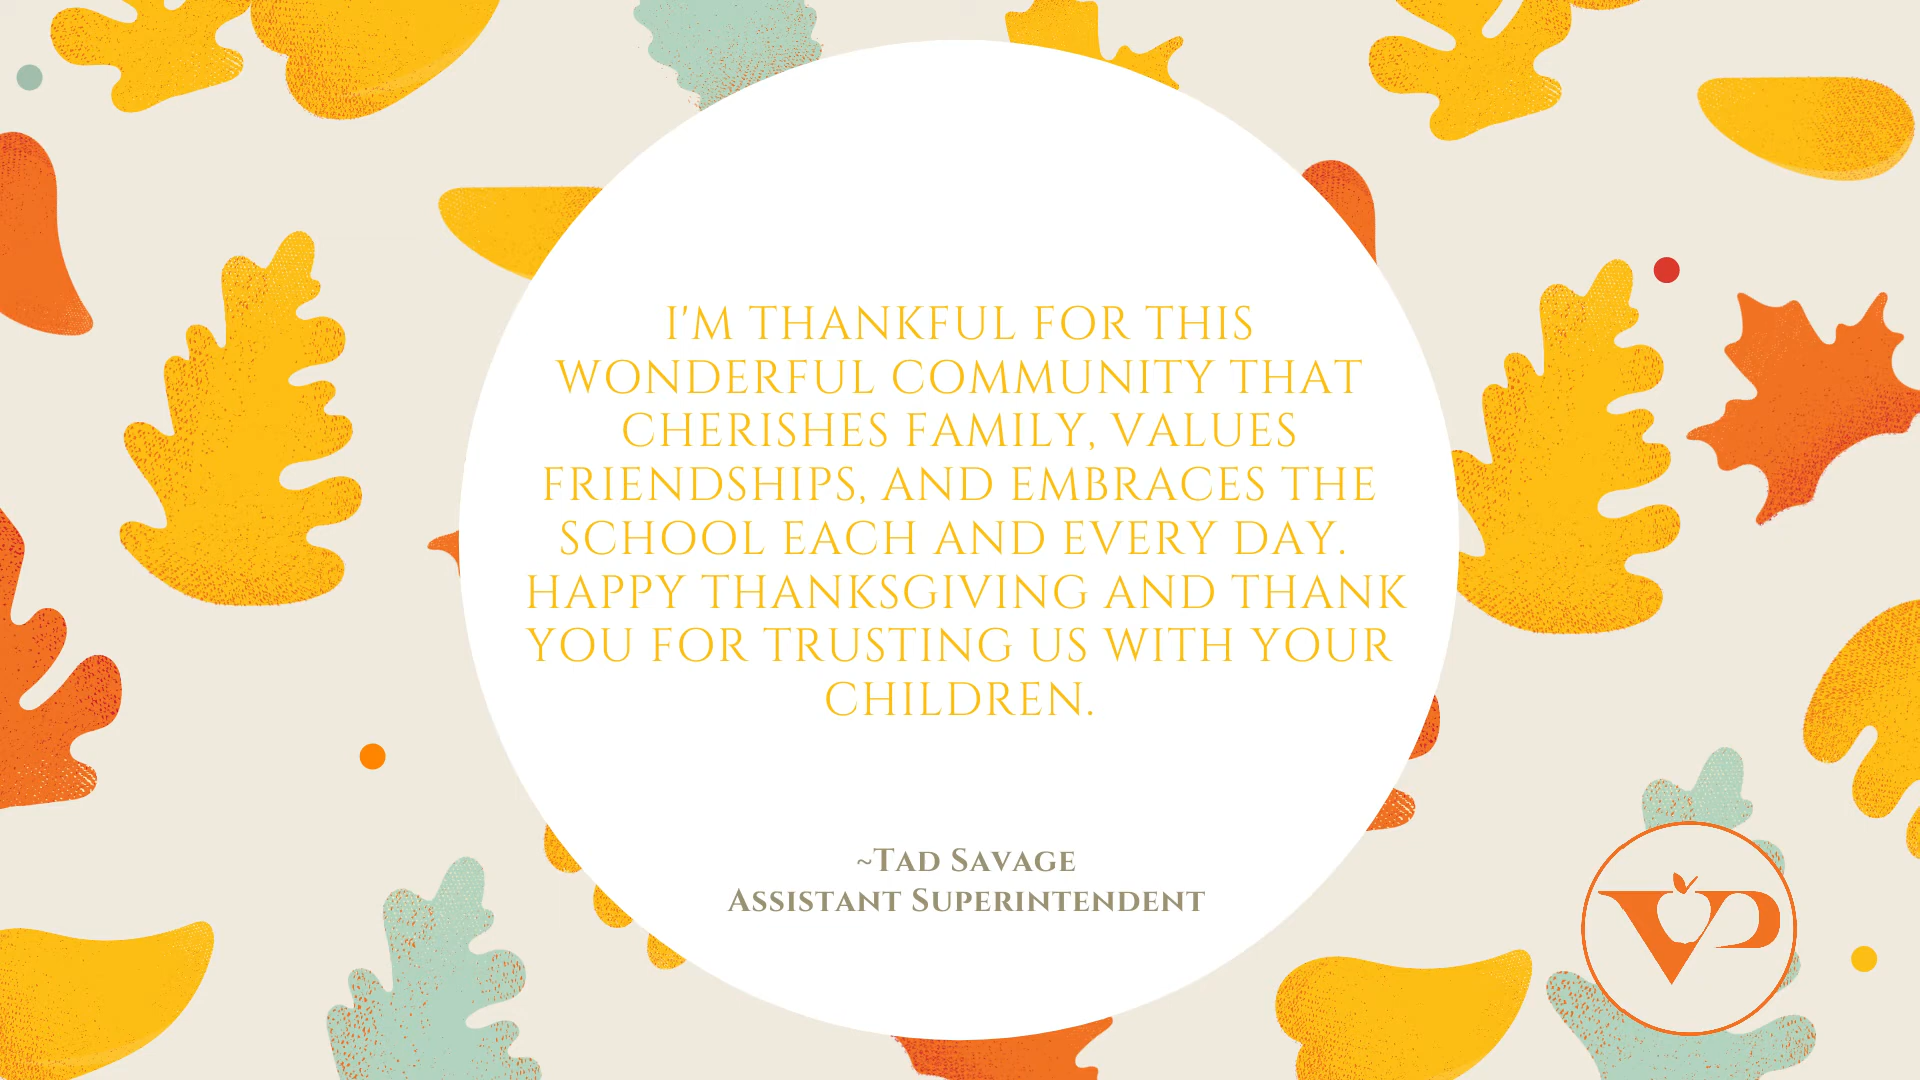 I'M THANKFUL FOR THIS
WONDERFUL COMMUNITY THAT
CHERISHES FAMILY, VALUES
FRIENDSHIPS, AND EMBRACES THE
SCHOOL EACH AND EVERY DAY.
HAPPY THANKSGIVING AND THANK
YOU FOR TRUSTING US WITH YOUR
CHILDREN.
~Tad Savage
Assistant Superintendent
VP